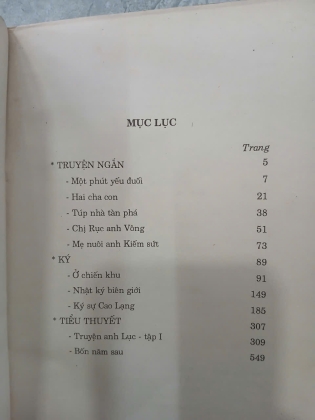 MỤC LỤC
Trang
* TRUYỆN NGẮN 5
- Một phút yếu đuối 7
- Hai cha con 21
- Túp nhà tàn phá 38
- Chị Rục anh Vòng 51
- Mẹ nuôi anh Kiếm sứt 73
* KÝ 89
- Ở chiến khu 91
- Nhật ký biên giới 149
- Ký sự Cao Lạng 185
* TIỂU THUYẾT 307
- Truyện anh Lục - tập I 309
- Bốn năm sau 549